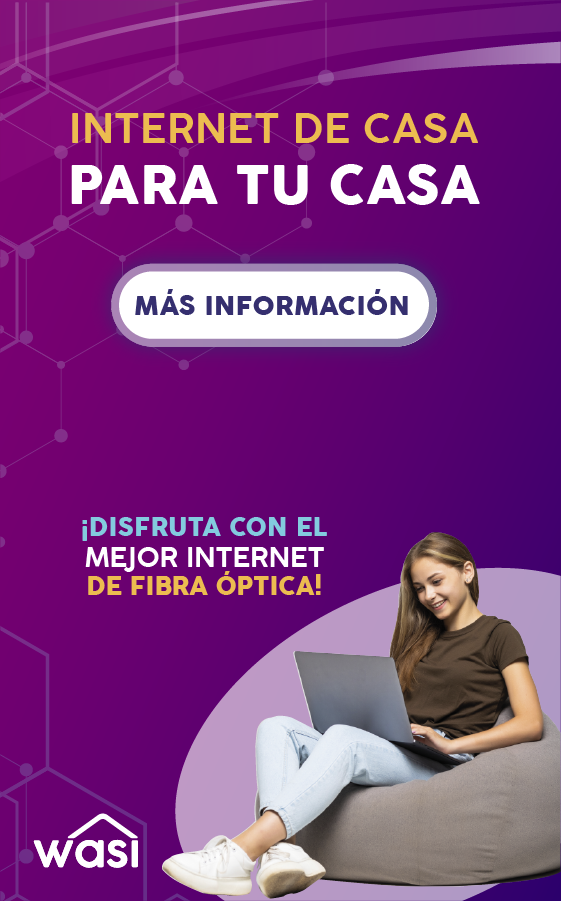 INTERNET DE CASA
PARA TU CASA
MÁS INFORMACIÓN
¡DISFRUTA CON EL
MEJOR INTERNET
DE FIBRA ÓPTICA!
wasi